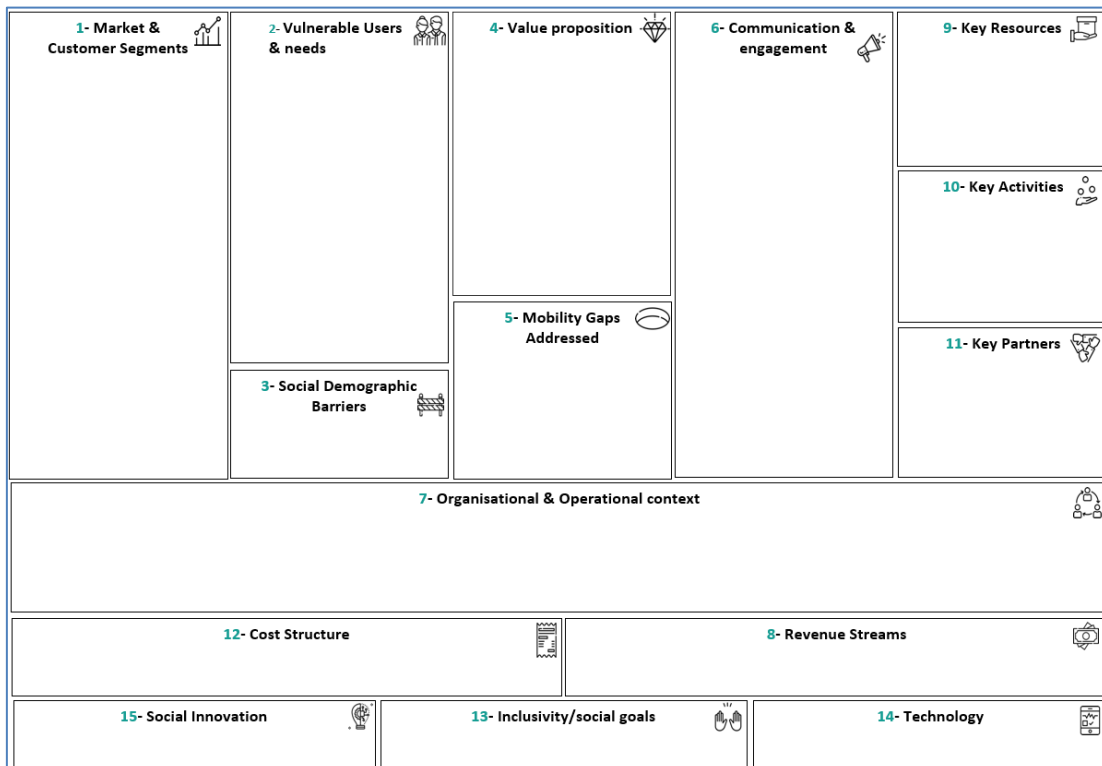 1- Market &
Customer Segments
2- Vulnerable Users
& needs
3- Social Demographic
Barriers
4- Value proposition
5- Mobility Gaps
Addressed
6- Communication &
engagement
9- Key Resources
10- Key Activities
11- Key Partners
7- Organisational & Operational context
12- Cost Structure
8- Revenue Streams
15- Social Innovation
13- Inclusivity/social goals
14- Technology